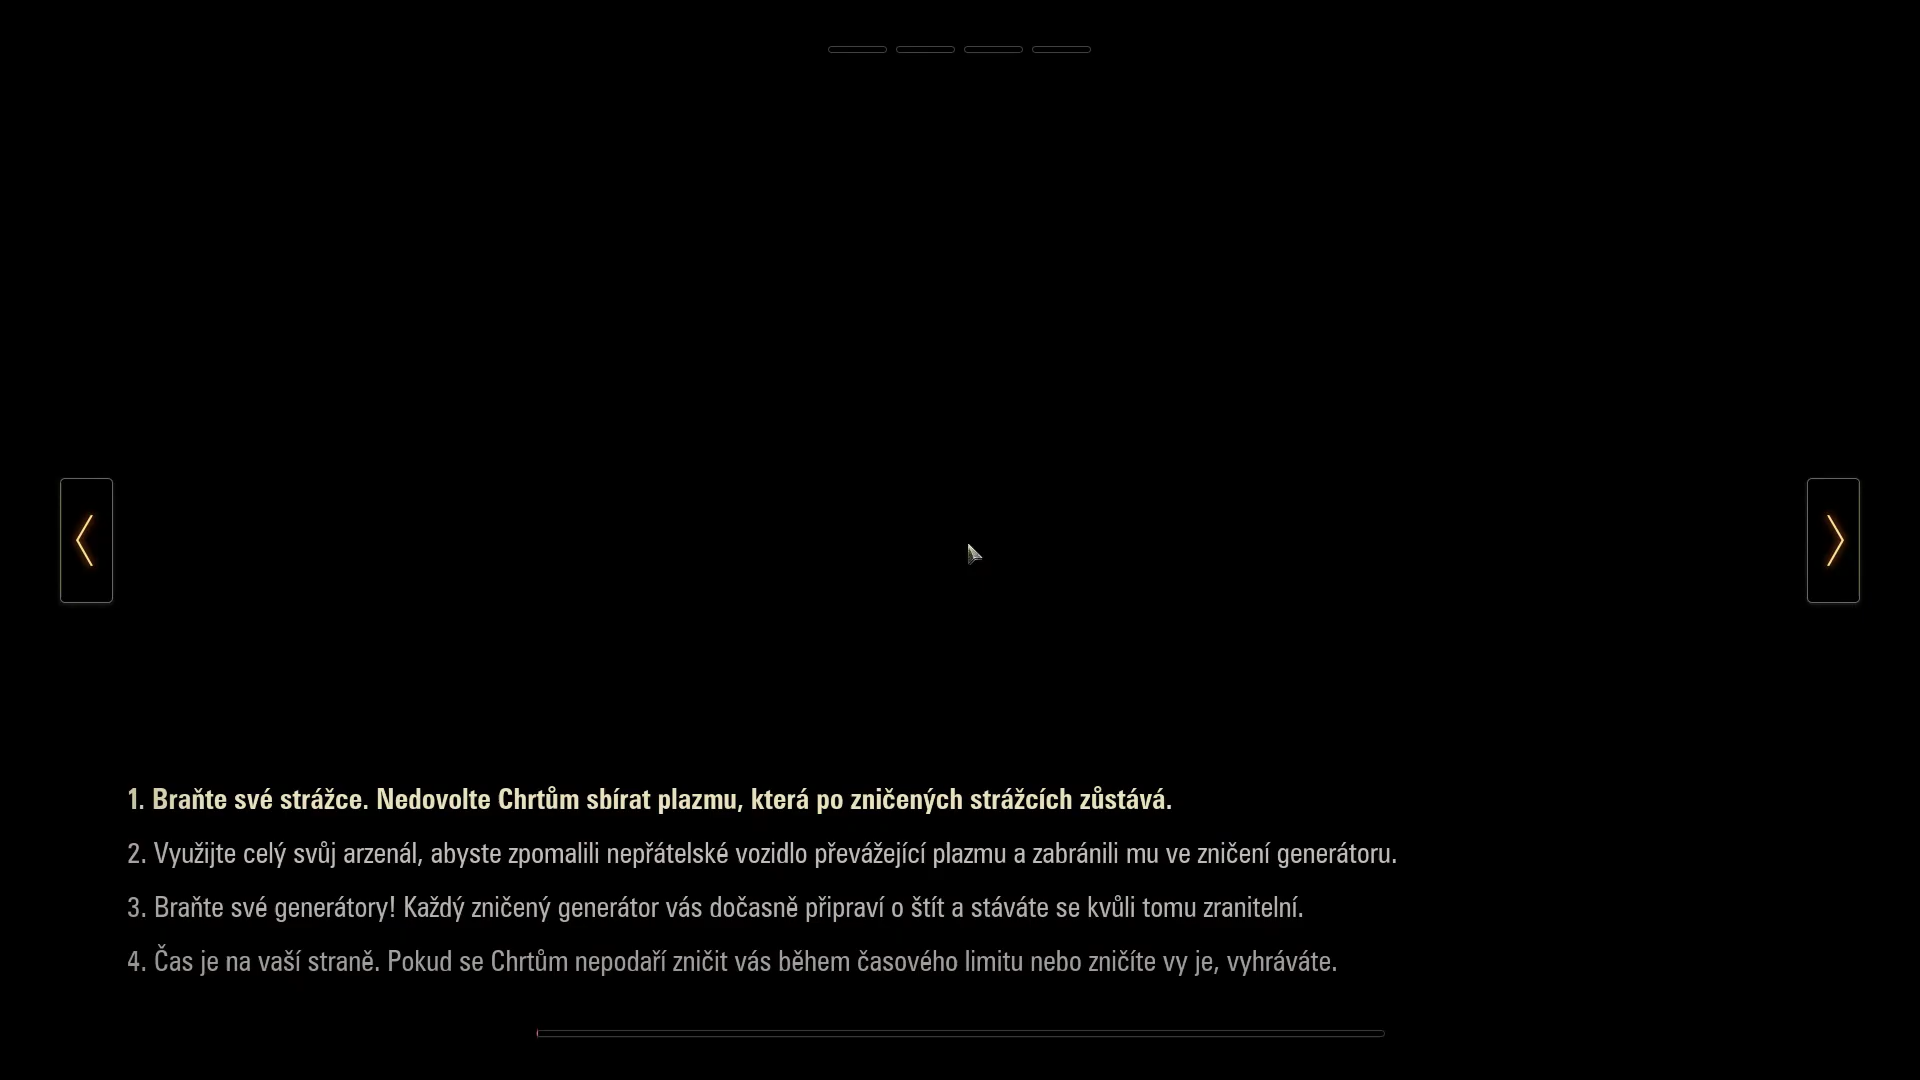 1. Braňte své strážce. Nedovolte Chrtům sbírat plazmu, která po zničených strážcích zůstává.
2. Využijte celý svůj arzenál, abyste zpomalili nepřátelské vozidlo převážející plazmu a zabránili mu ve zničení generátoru.
3. Braňte své generátory! Každý zničený generátor vás dočasně připraví o štít a stáváte se kvůli tomu zranitelní.
4. Čas je na vaší straně. Pokud se Chrtům nepodaří zničit vás během časového limitu nebo zničíte vy je, vyhráváte.